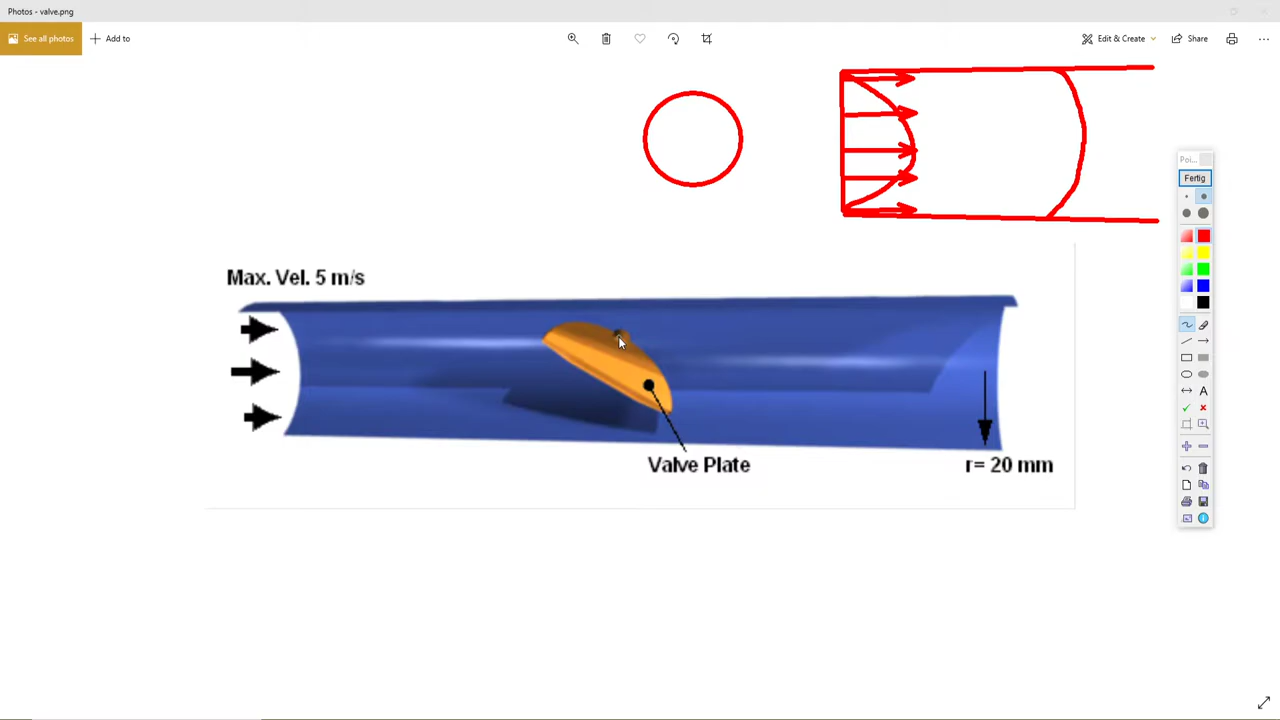 Photos - valve.png
See all photos
Add to
Edit & Create
Share
Poi...
Fertig
A
Max. Vel. 5 m/s
Valve Plate
r= 20 mm